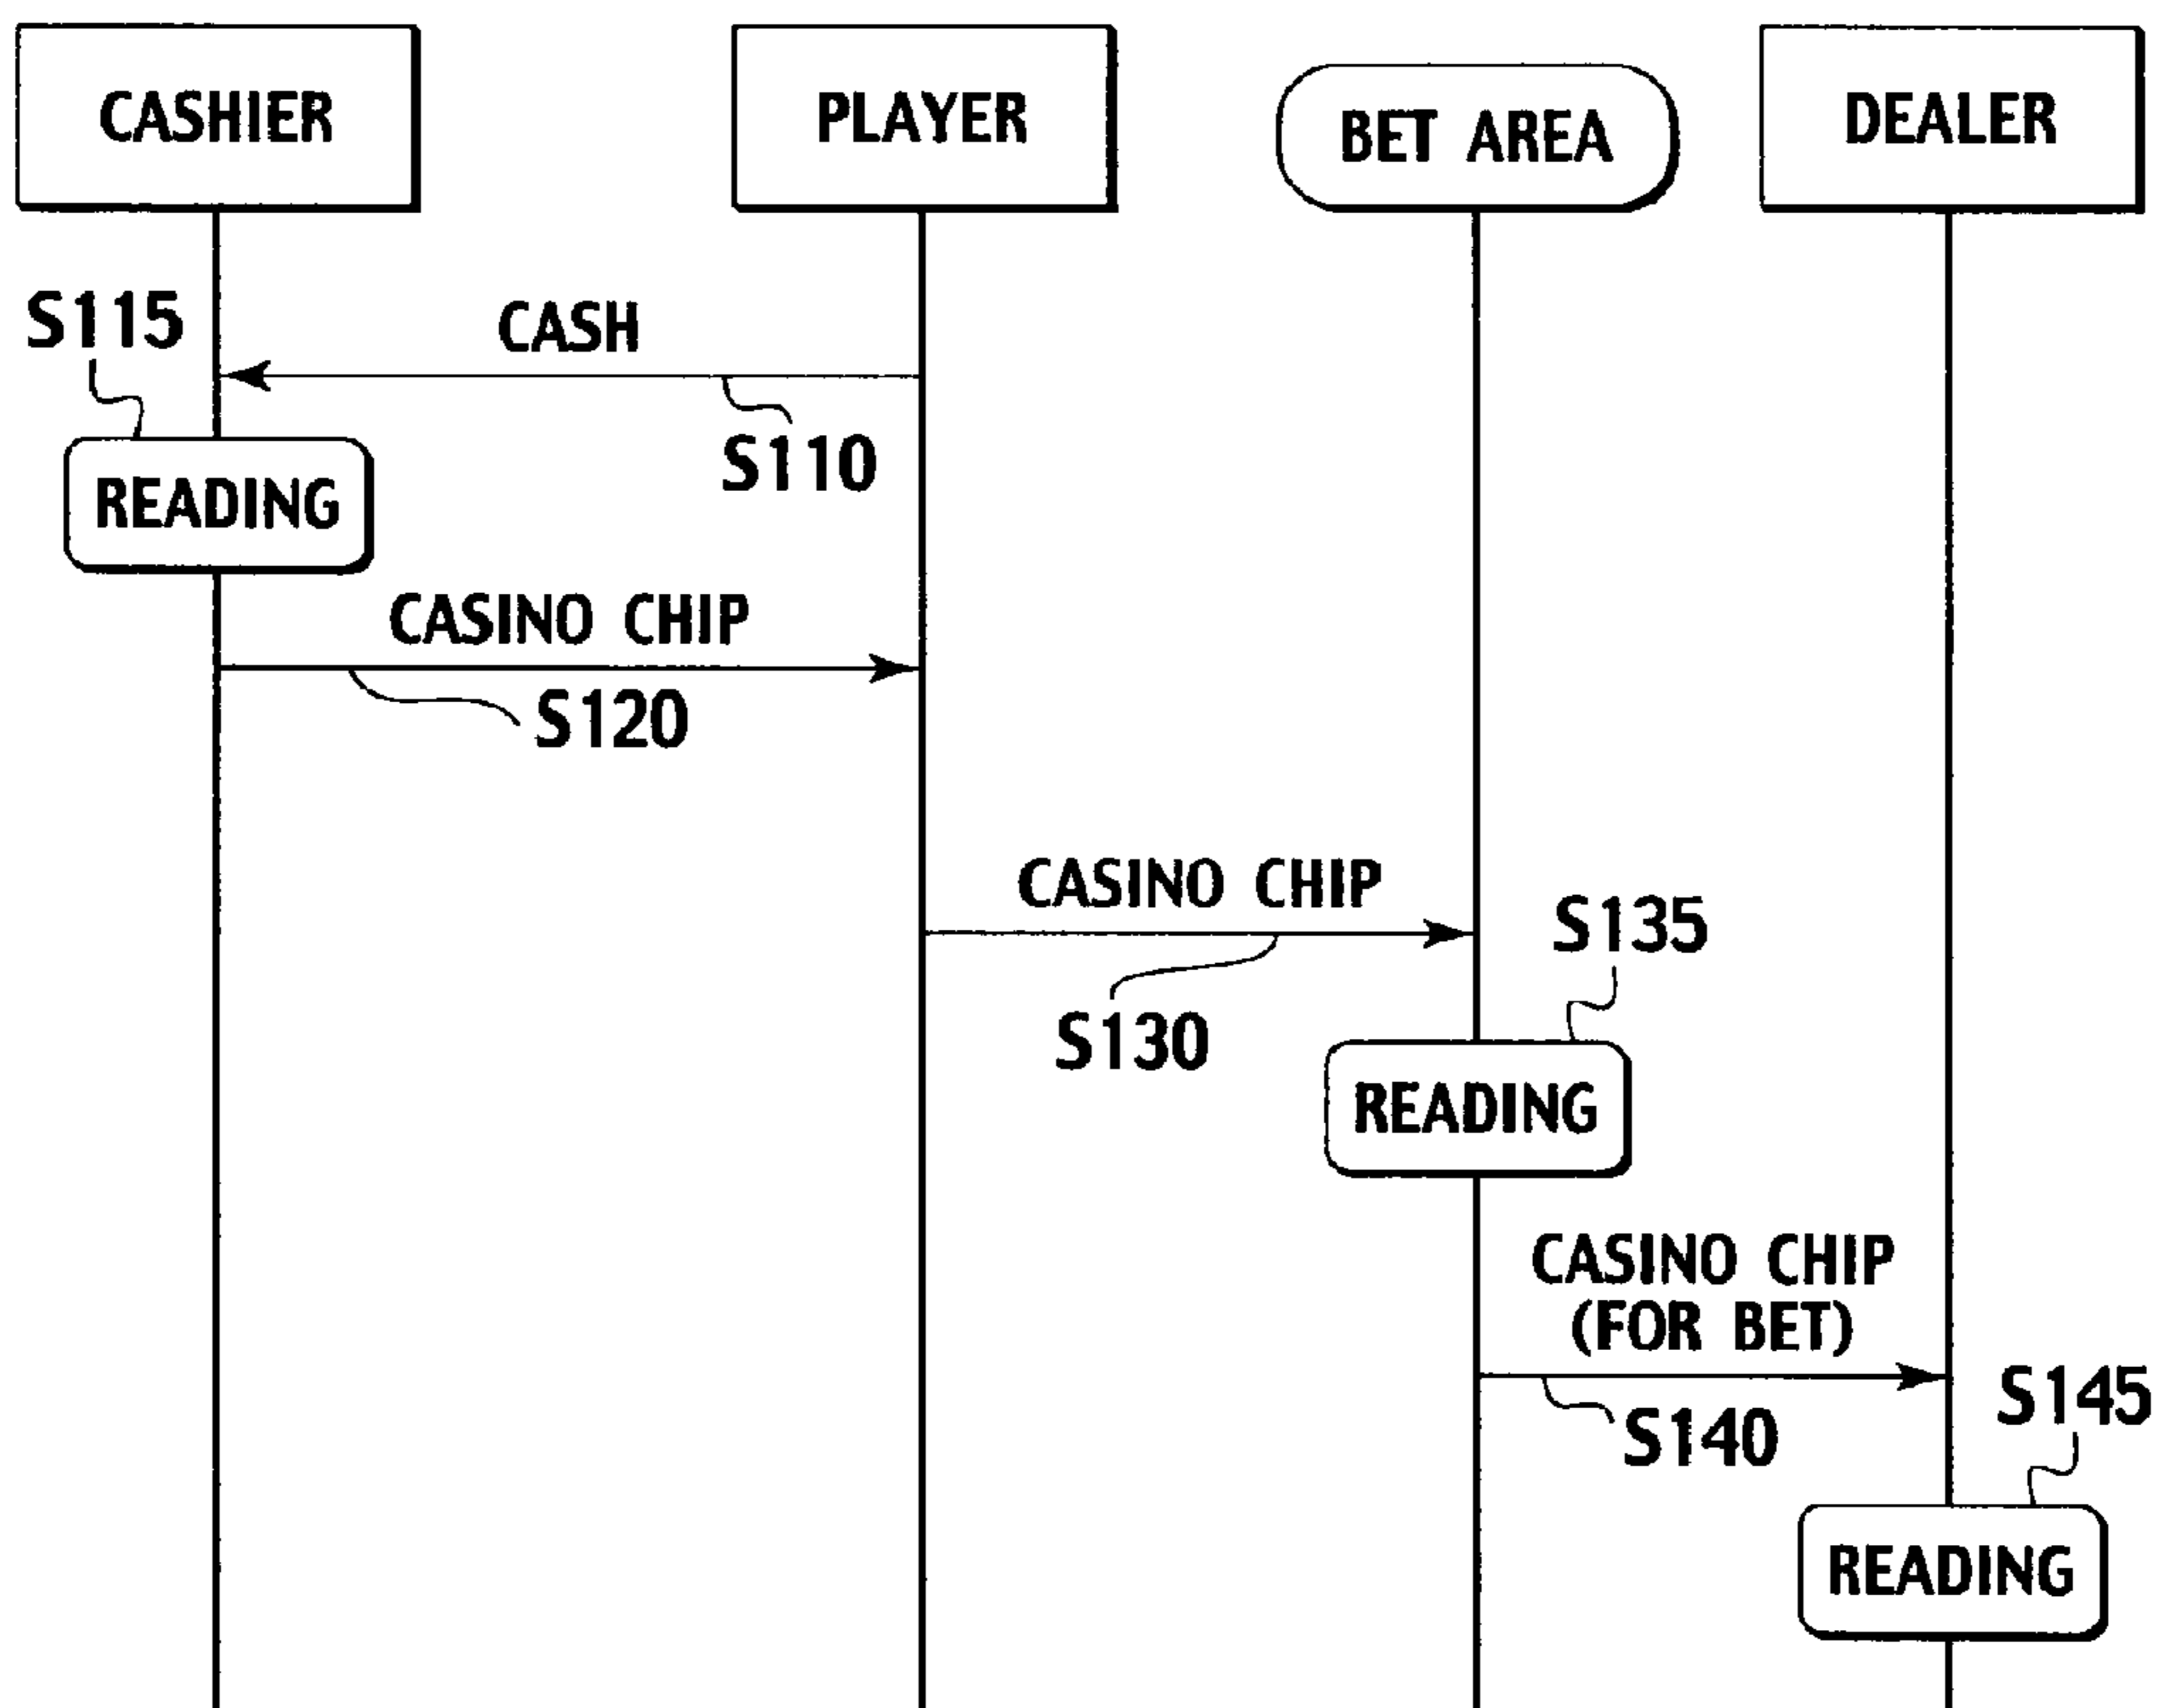 CASHIER
PLAYER
BET AREA
DEALER
S115
CASH
S110
READING
CASINO CHIP
S120
CASINO CHIP
S135
S130
READING
CASINO CHIP
(FOR BET)
S145
S140
READING